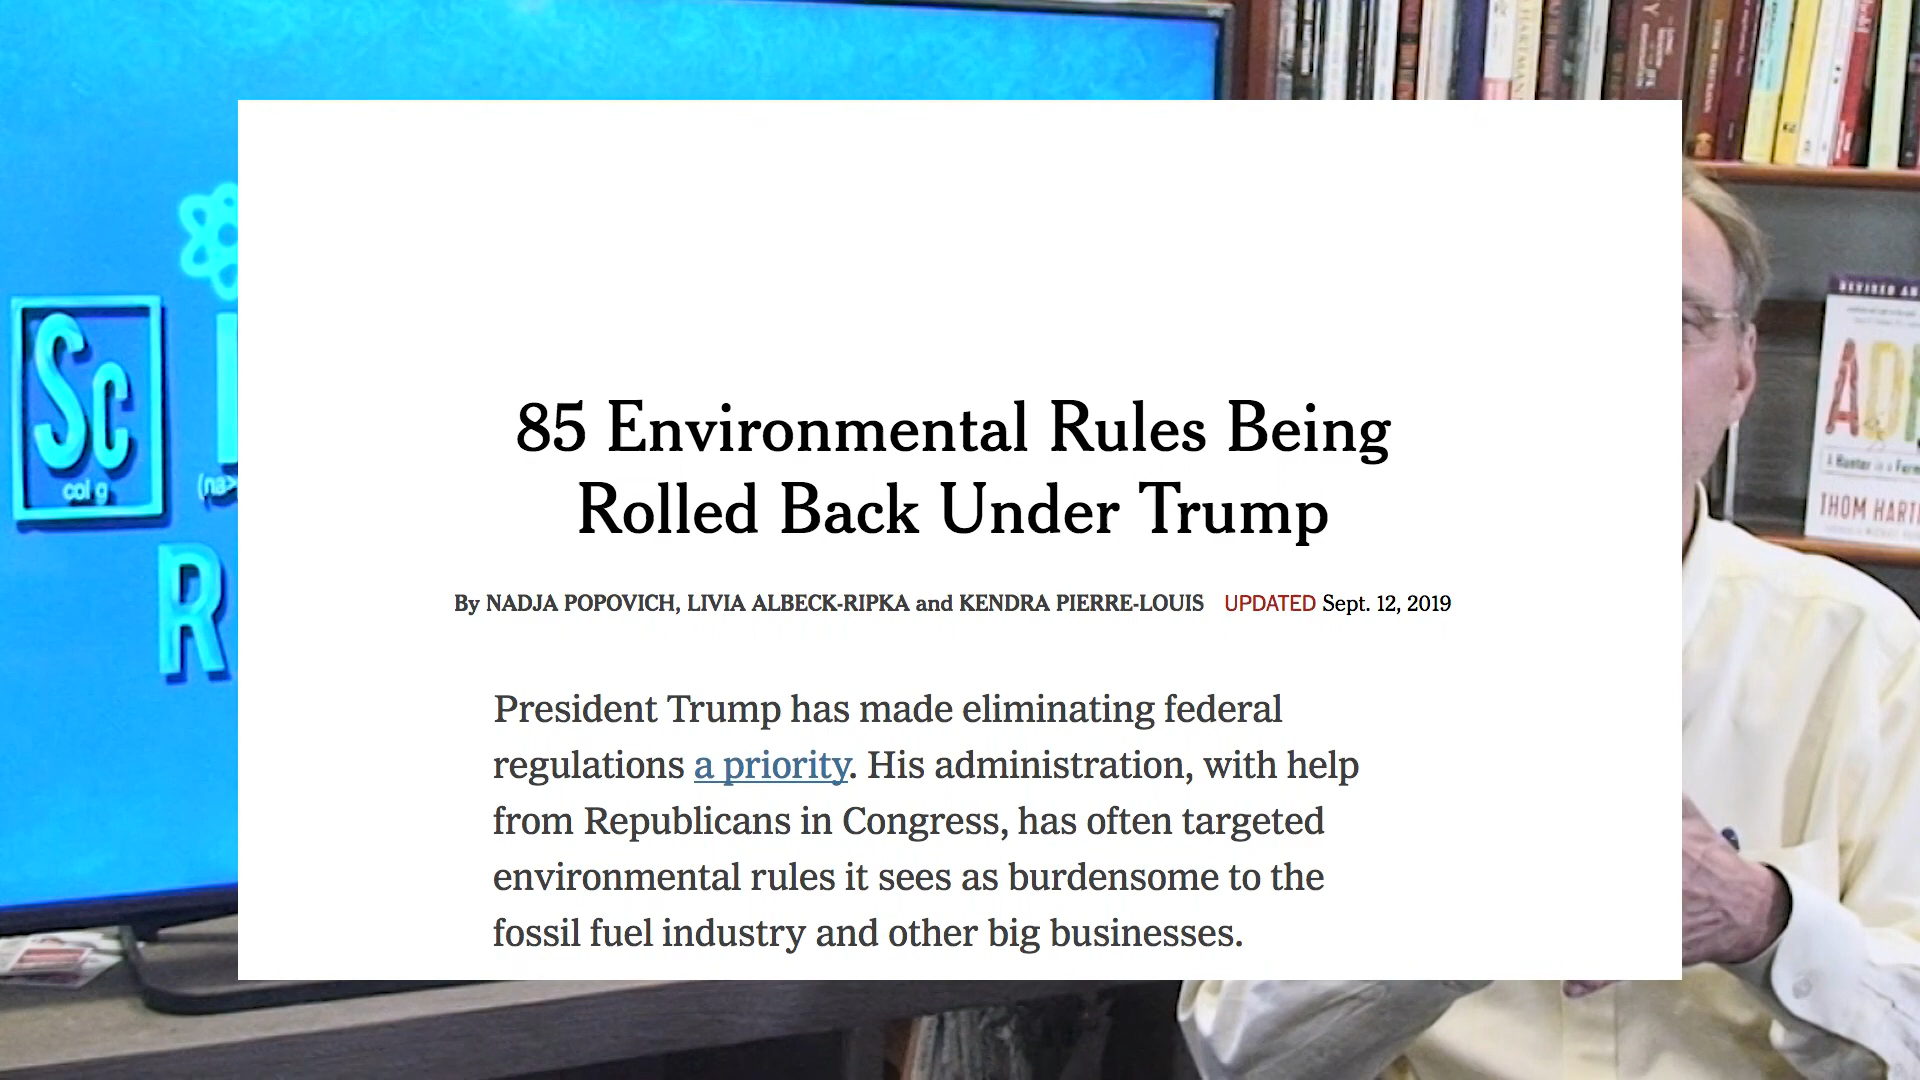 85 Environmental Rules Being
Rolled Back Under Trump
By NADJA POPOVICH, LIVIA ALBECK-RIPKA and KENDRA PIERRE-LOUIS UPDATED Sept. 12, 2019
President Trump has made eliminating federal
regulations a priority. His administration, with help
from Republicans in Congress, has often targeted
environmental rules it sees as burdensome to the
fossil fuel industry and other big businesses.
Sc
R
REVISED
A Hunter in a
THOM